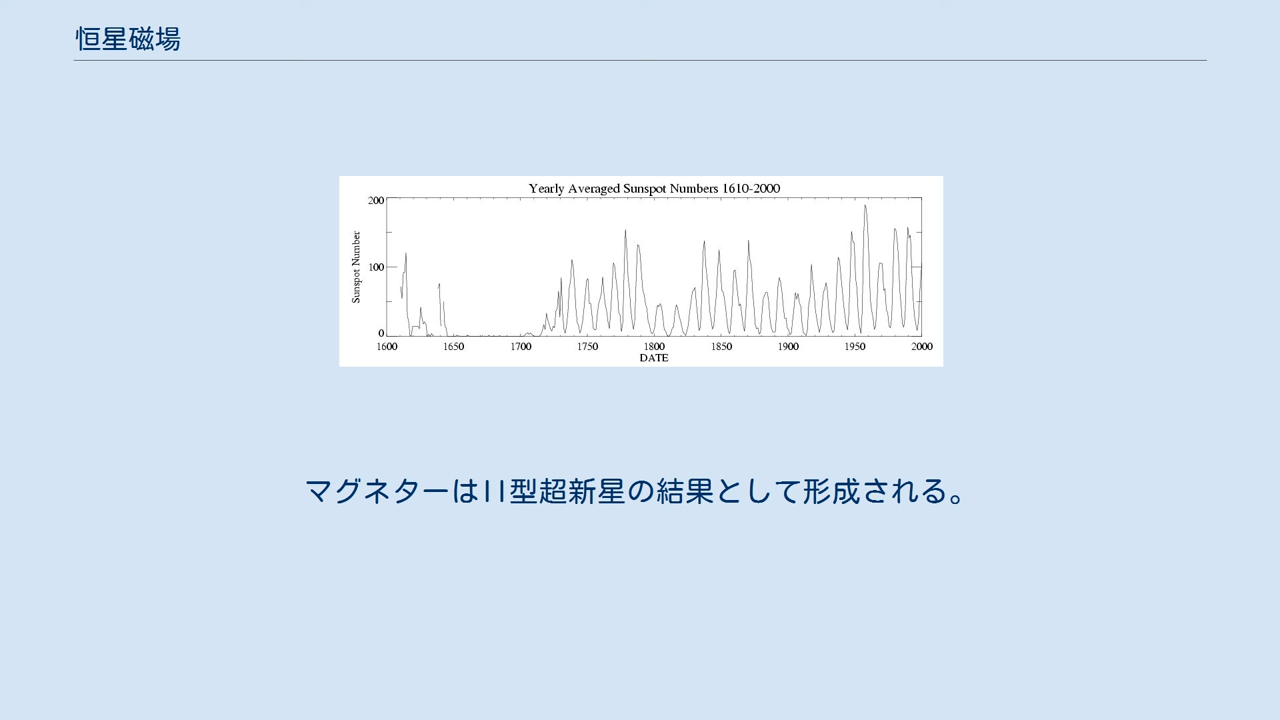 恒星磁場
Yearly Averaged Sunspot Numbers 1610-2000
Sunspot Number
200
100
0
1600 1650 1700 1750 1800 1850 1900 1950 2000
DATE
マグネターはII型超新星の結果として形成される。